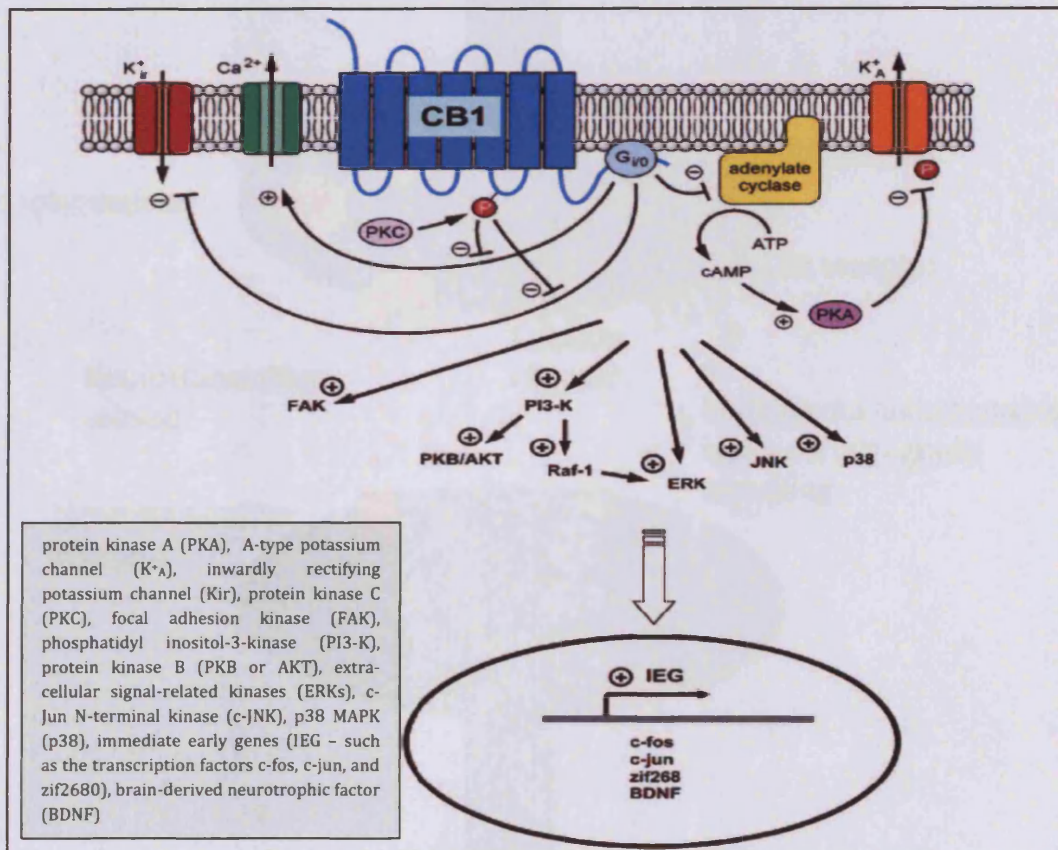 K⁺ir
Ca²⁺
K⁺A
CB1
Gi/o
⊖
adenylate
cyclase
P
⊖
⊕
PKC
P
⊖
ATP
⊖
cAMP
⊖
⊕
PKA
⊕
FAK
⊕
PI3-K
⊕
PKB/AKT
⊕
Raf-1
⊕
ERK
⊕
JNK
⊕
p38
protein kinase A (PKA), A-type potassium
channel (K⁺A), inwardly rectifying
potassium channel (Kir), protein kinase C
(PKC), focal adhesion kinase (FAK),
phosphatidyl inositol-3-kinase (PI3-K),
protein kinase B (PKB or AKT), extra-
cellular signal-related kinases (ERKs), c-
Jun N-terminal kinase (c-JNK), p38 MAPK
(p38), immediate early genes (IEG – such
as the transcription factors c-fos, c-jun, and
zif2680), brain-derived neurotrophic factor
(BDNF)
⊕ IEG
c-fos
c-jun
zif268
BDNF